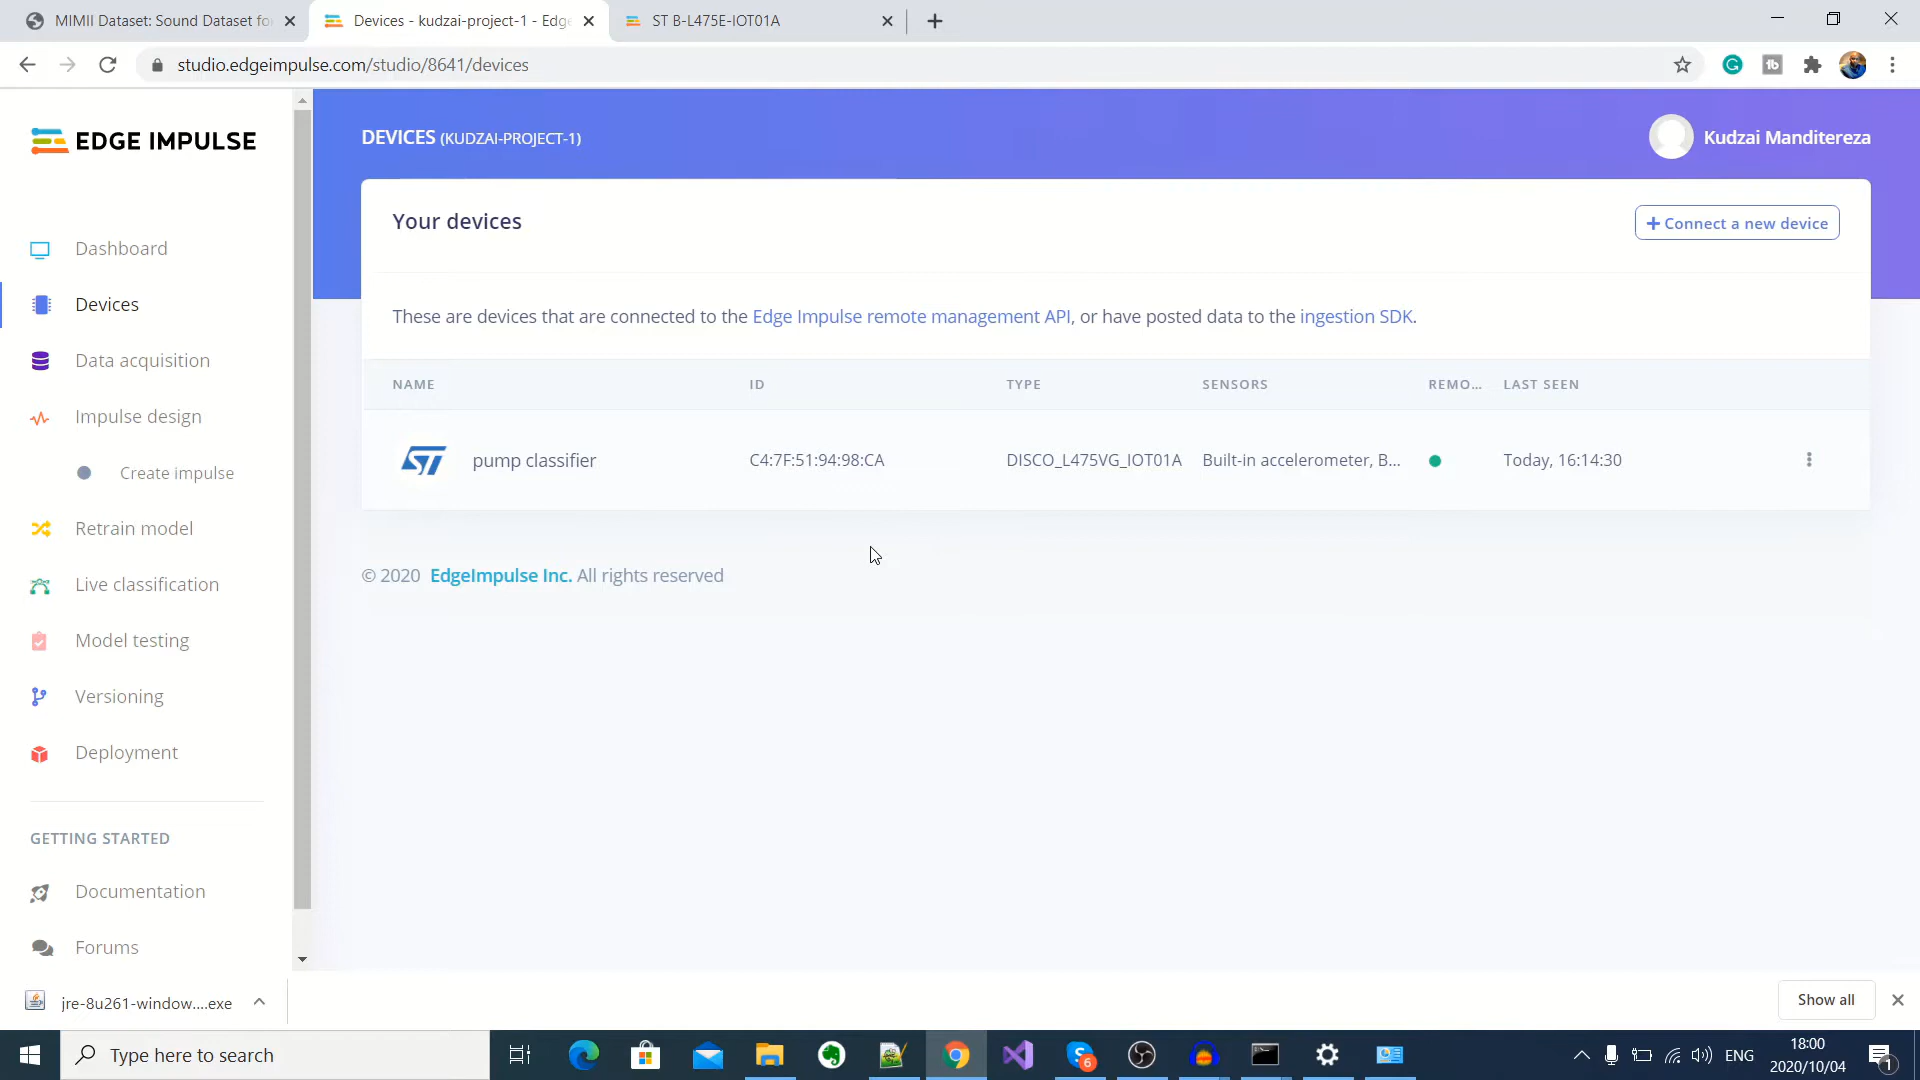 MIMII Dataset: Sound Dataset fo
Devices - kudzai-project-1 - Edge
ST B-L475E-IOT01A
studio.edgeimpulse.com/studio/8641/devices
EDGE IMPULSE
DEVICES (KUDZAI-PROJECT-1)
Kudzai Manditereza
Your devices
+ Connect a new device
These are devices that are connected to the Edge Impulse remote management API, or have posted data to the ingestion SDK.
NAME ID TYPE SENSORS REMO... LAST SEEN
ST pump classifier C4:7F:51:94:98:CA DISCO_L475VG_IOT01A Built-in accelerometer, B... Today, 16:14:30
© 2020 EdgeImpulse Inc. All rights reserved
Dashboard
Devices
Data acquisition
Impulse design
Create impulse
Retrain model
Live classification
Model testing
Versioning
Deployment
GETTING STARTED
Documentation
Forums
jre-8u261-window....exe
Show all
Type here to search
6
ENG
18:00
2020/10/04
1